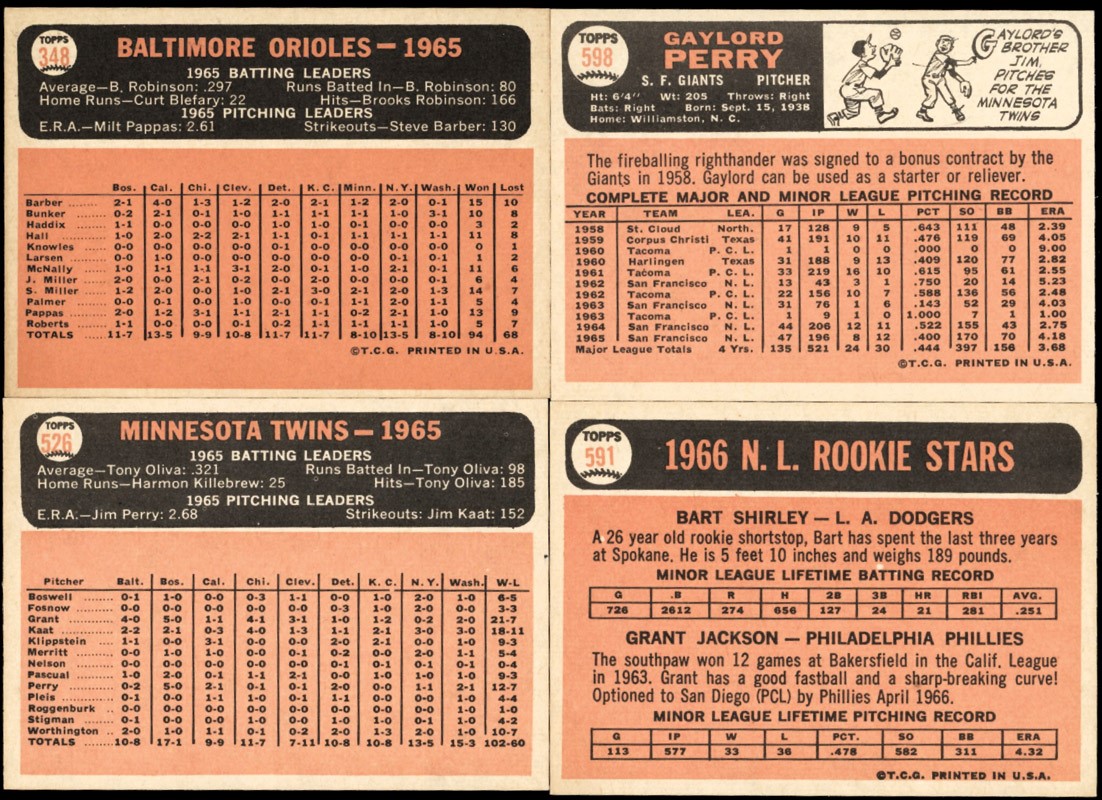 TOPPS
348
BALTIMORE ORIOLES — 1965
1965 BATTING LEADERS
Average—B. Robinson: .297 Runs Batted In—B. Robinson: 80
Home Runs—Curt Blefary: 22 Hits—Brooks Robinson: 166
1965 PITCHING LEADERS
E.R.A.—Milt Pappas: 2.61 Strikeouts—Steve Barber: 130
Bos. Cal. Chi. Clev. Det. K. C. Minn. N.Y. Wash. Won Lost
Barber ........ 2-1 4-0 1-3 1-2 2-0 2-1 1-2 2-0 0-1 15 10
Bunker ........ 0-2 2-1 0-1 1-0 1-1 1-1 1-1 1-0 3-1 10 8
Haddix ........ 1-1 0-0 0-0 0-0 1-0 1-0 0-1 0-0 0-0 3 2
Hall ........ 1-0 2-0 2-2 2-1 1-1 0-1 1-1 1-1 1-1 11 8
Knowles ........ 0-0 0-0 0-0 0-0 0-0 0-0 0-0 0-1 0-0 0 1
Larsen ........ 0-0 0-0 0-0 0-0 0-0 0-0 0-1 1-0 0-1 1 2
McNally ........ 1-0 1-1 1-1 3-1 2-0 0-1 0-1 2-0 1-1 11 6
J. Miller ........ 2-0 0-0 2-1 0-2 0-0 2-0 0-0 0-0 0-1 6 4
S. Miller ........ 1-2 2-0 0-0 1-0 2-1 3-0 2-1 2-0 1-3 14 7
Palmer ........ 0-0 0-1 1-0 0-0 0-1 1-1 1-0 2-0 0-1 5 4
Pappas ........ 2-0 1-2 3-1 2-1 1-1 0-2 1-1 2-1 1-0 13 9
Roberts ........ 1-1 1-0 0-0 0-1 0-2 1-1 1-1 1-1 0-0 5 7
TOTALS ........ 11-7 13-5 9-9 10-8 11-7 11-7 8-10 13-5 8-10 94 68
©T.C.G. PRINTED IN U.S.A.
TOPPS
598
GAYLORD
PERRY
S. F. GIANTS PITCHER
Ht: 6'4" Wt: 205 Throws: Right
Bats: Right Born: Sept. 15, 1938
Home: Williamston, N. C.
GAYLORD'S
BROTHER
JIM,
PITCHES
FOR THE
MINNESOTA
TWINS
The fireballing righthander was signed to a bonus contract by the
Giants in 1958. Gaylord can be used as a starter or reliever.
COMPLETE MAJOR AND MINOR LEAGUE PITCHING RECORD
YEAR TEAM LEA. G IP W L PCT SO BB ERA
1958 St. Cloud North. 17 128 9 5 .643 111 48 2.39
1959 Corpus Christi Texas 41 191 10 11 .476 119 69 4.05
1960 Tacoma P. C. L. 1 1 0 0 .000 0 0 9.00
1960 Harlingen Texas 31 188 9 13 .409 120 77 2.82
1961 Tacoma P. C. L. 33 219 16 10 .615 95 61 2.55
1962 San Francisco N. L. 13 43 3 1 .750 20 14 5.23
1962 Tacoma P. C. L. 22 156 10 7 .588 136 56 2.48
1963 San Francisco N. L. 31 76 1 6 .143 52 29 4.03
1963 Tacoma P. C. L. 1 9 1 0 1.000 7 1 1.00
1964 San Francisco N. L. 44 206 12 11 .522 155 43 2.75
1965 San Francisco N. L. 47 196 8 12 .400 170 70 4.18
Major League Totals 4 Yrs. 135 521 24 30 .444 397 156 3.68
©T.C.G. PRINTED IN U.S.A.
TOPPS
526
MINNESOTA TWINS — 1965
1965 BATTING LEADERS
Average—Tony Oliva: .321 Runs Batted In—Tony Oliva: 98
Home Runs—Harmon Killebrew: 25 Hits—Tony Oliva: 185
1965 PITCHING LEADERS
E.R.A.—Jim Perry: 2.68 Strikeouts: Jim Kaat: 152
Pitcher Balt. Bos. Cal. Chi. Clev. Det. K. C. N. Y. Wash. W-L
Boswell ........ 0-1 1-0 0-0 0-3 1-1 0-0 1-0 2-0 1-0 6-5
Fosnow ........ 0-0 1-0 0-0 1-0 0-0 0-3 1-0 0-0 0-0 3-3
Grant ........ 4-0 5-0 1-1 4-1 3-1 1-0 1-2 0-2 2-0 21-7
Kaat ........ 2-2 2-1 0-3 4-0 1-3 1-1 2-1 3-0 3-0 18-11
Klippstein ........ 1-1 0-0 3-1 0-0 0-0 2-0 2-1 0-0 1-0 9-3
Merritt ........ 0-0 1-0 0-0 1-0 0-0 0-2 0-1 2-0 1-1 5-4
Nelson ........ 0-0 0-0 0-0 0-0 0-0 0-1 0-1 0-1 0-1 0-4
Pascual ........ 1-0 2-0 0-1 0-1 2-1 0-0 1-0 2-0 1-0 9-3
Perry ........ 0-2 5-0 2-1 0-1 0-1 2-0 0-0 1-1 2-1 12-7
Pleis ........ 0-1 0-0 1-0 1-1 0-0 1-1 0-0 0-1 1-0 4-4
Roggenburk .. 0-0 0-0 0-0 0-0 0-0 0-0 0-0 1-0 0-0 1-0
Stigman ........ 0-1 0-0 1-0 0-0 0-0 1-0 1-0 0-1 1-0 4-2
Worthington .. 2-0 1-0 1-1 0-1 0-2 0-0 1-3 2-0 1-0 10-7
TOTALS ........ 10-8 17-1 9-9 11-7 7-11 10-8 10-8 13-5 15-3 102-60
TOPPS
591
1966 N. L. ROOKIE STARS
BART SHIRLEY — L. A. DODGERS
A 26 year old rookie shortstop, Bart has spent the last three years
at Spokane. He is 5 feet 10 inches and weighs 189 pounds.
MINOR LEAGUE LIFETIME BATTING RECORD
G .B R H 2B 3B HR RBI AVG.
726 2612 274 656 127 24 21 281 .251
GRANT JACKSON — PHILADELPHIA PHILLIES
The southpaw won 12 games at Bakersfield in the Calif. League
in 1963. Grant has a good fastball and a sharp-breaking curve!
Optioned to San Diego (PCL) by Phillies April 1966.
MINOR LEAGUE LIFETIME PITCHING RECORD
G IP W L PCT. SO BB ERA
113 577 33 36 .478 582 311 4.32
©T.C.G. PRINTED IN U.S.A.